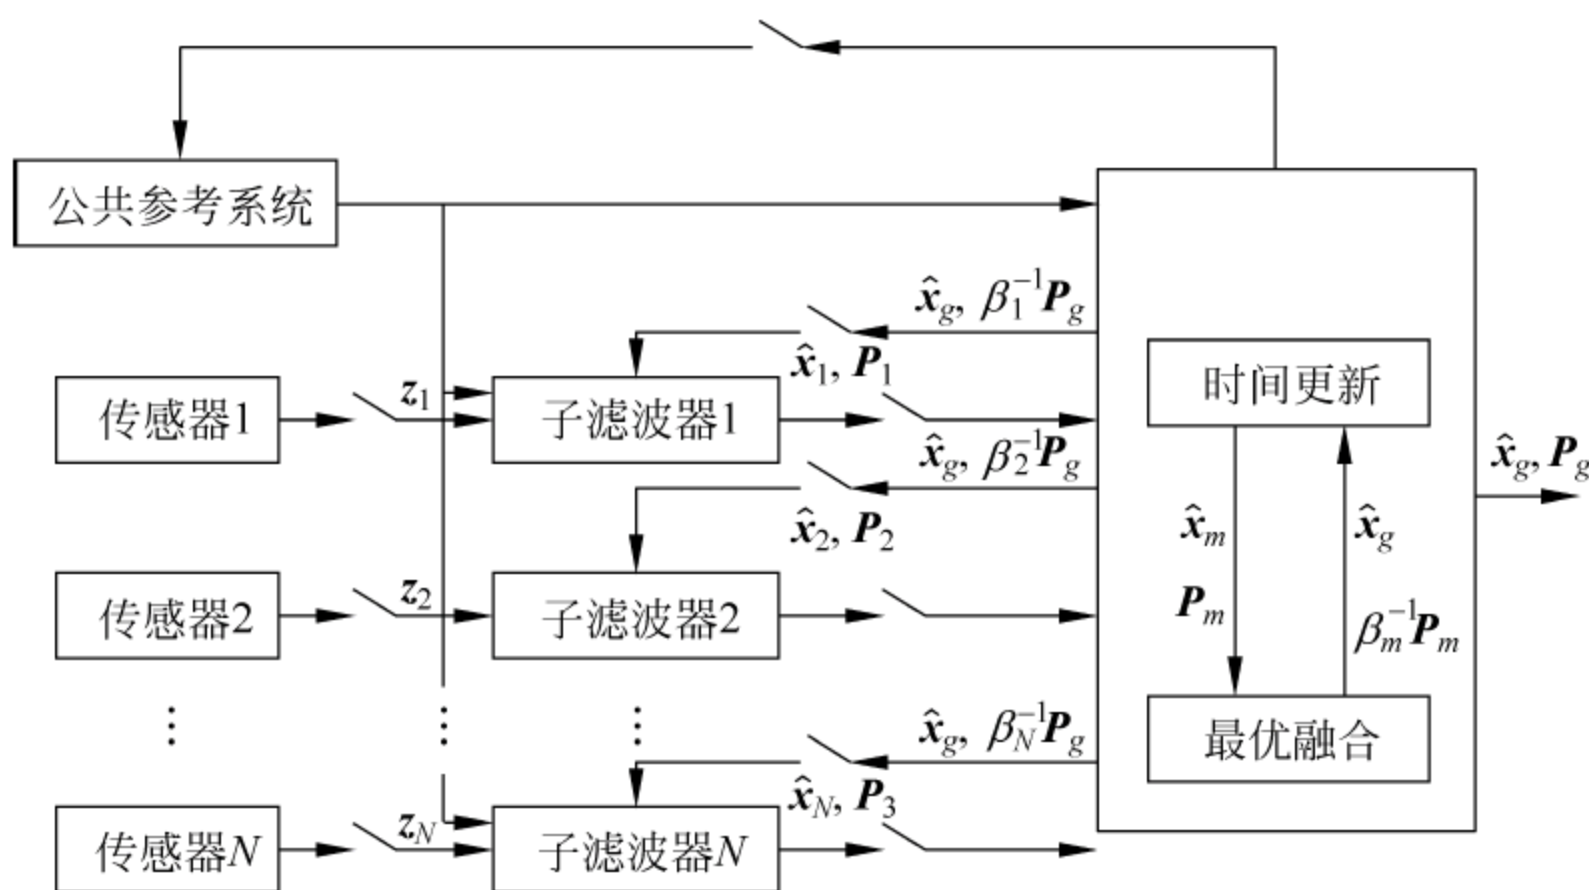 公共参考系统
x̂g, β₁⁻¹Pg
x̂₁, P₁
传感器1
z₁
子滤波器1
时间更新
x̂g, β₂⁻¹Pg
x̂g, Pg
x̂₂, P₂
x̂m
x̂g
传感器2
z₂
子滤波器2
Pm
βm⁻¹Pm
⋮ ⋮ ⋮
x̂g, βN⁻¹Pg
最优融合
x̂N, P₃
传感器N
zN
子滤波器N